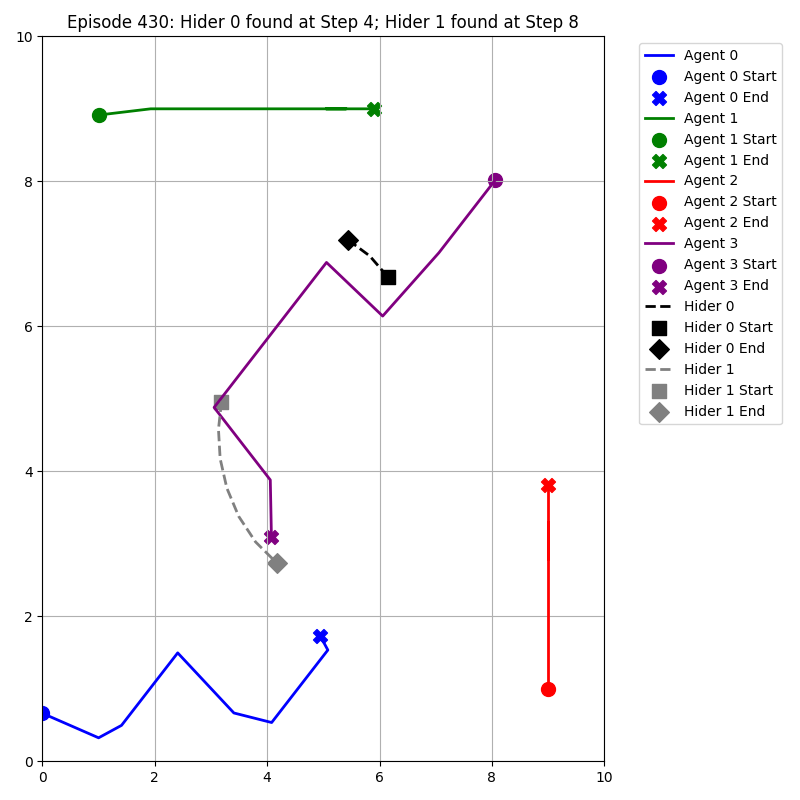 Episode 430: Hider 0 found at Step 4; Hider 1 found at Step 8
10
8
6
4
2
0
0
2
4
6
8
10
Agent 0
Agent 0 Start
Agent 0 End
Agent 1
Agent 1 Start
Agent 1 End
Agent 2
Agent 2 Start
Agent 2 End
Agent 3
Agent 3 Start
Agent 3 End
Hider 0
Hider 0 Start
Hider 0 End
Hider 1
Hider 1 Start
Hider 1 End